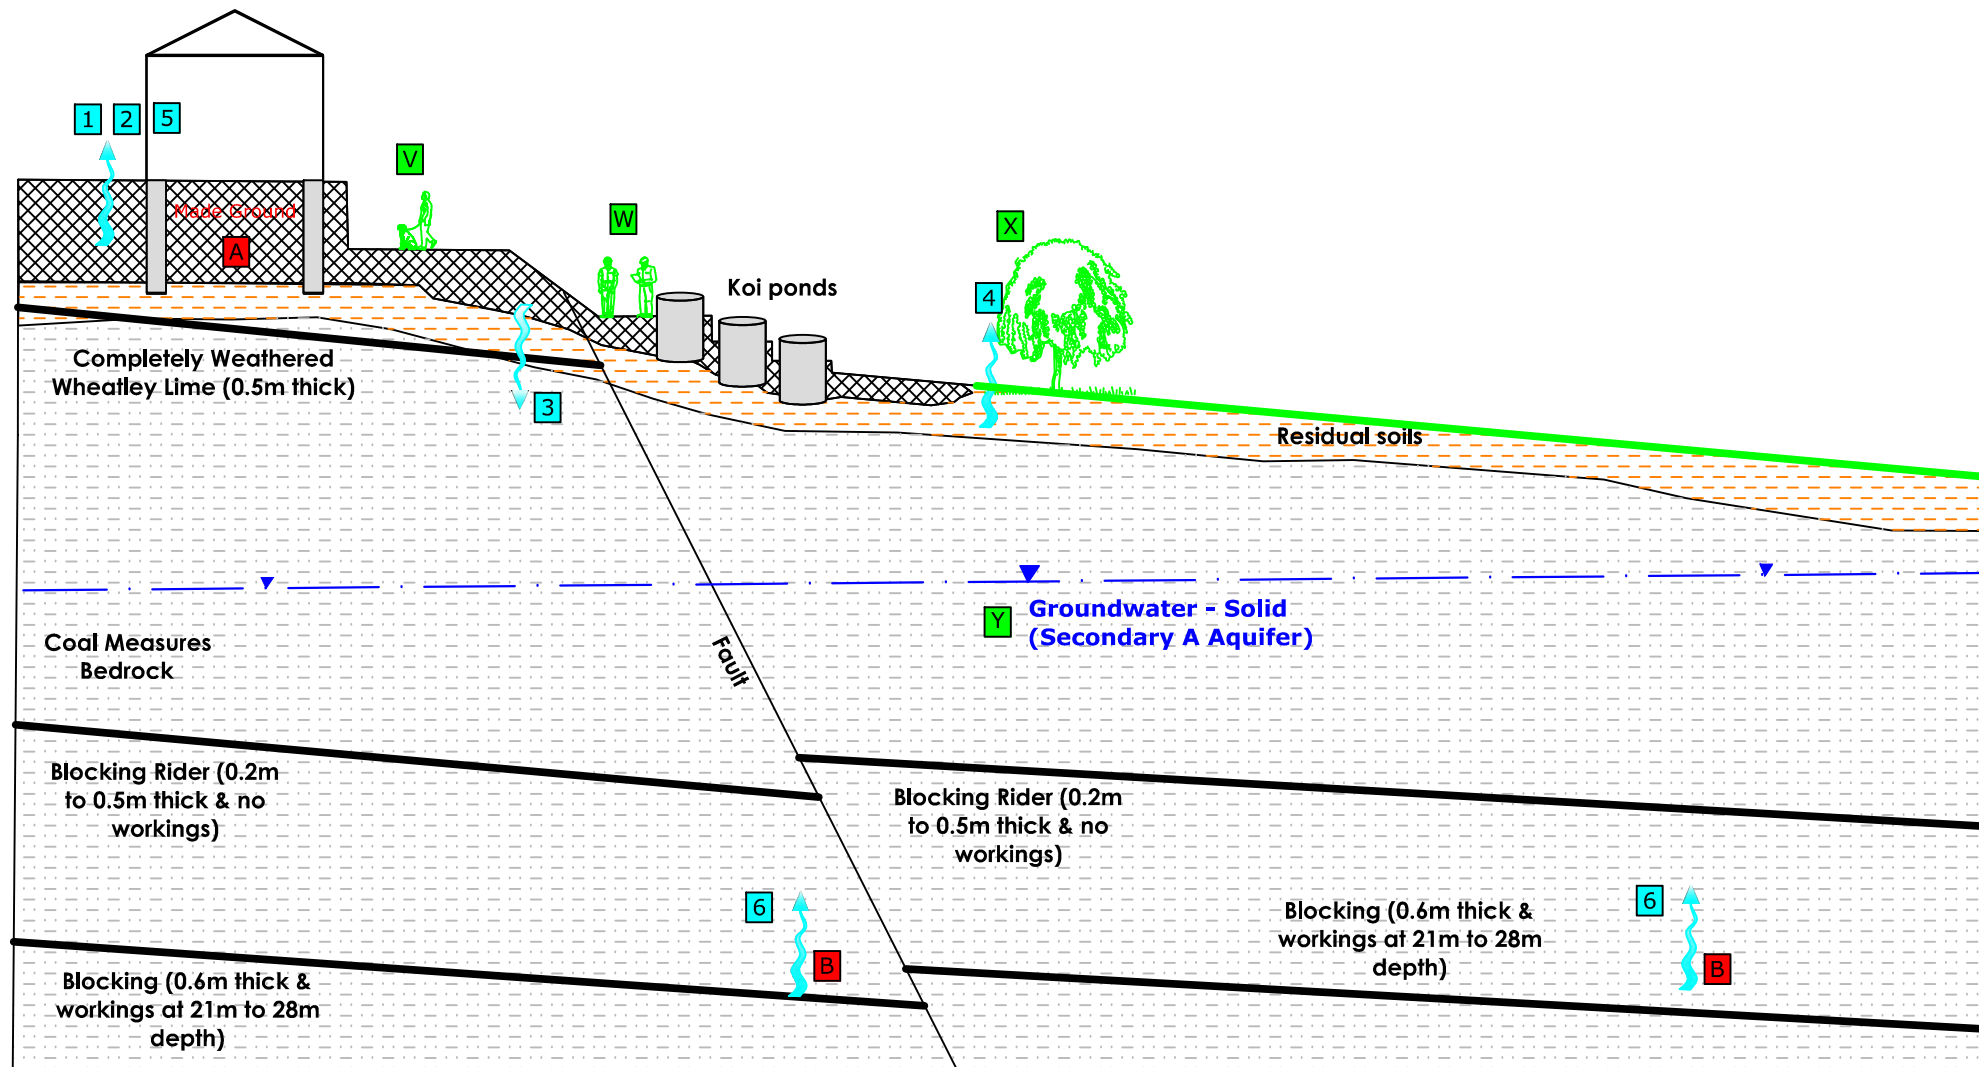 1 2 5
V
Made Ground
A
W
X
Koi ponds
4
Completely Weathered
Wheatley Lime (0.5m thick)
3
Residual soils
Y
Groundwater - Solid
(Secondary A Aquifer)
Coal Measures
Bedrock
Fault
Blocking Rider (0.2m
to 0.5m thick & no
workings)
Blocking Rider (0.2m
to 0.5m thick & no
workings)
6
B
Blocking (0.6m thick &
workings at 21m to 28m
depth)
6
B
Blocking (0.6m thick &
workings at 21m to 28m
depth)